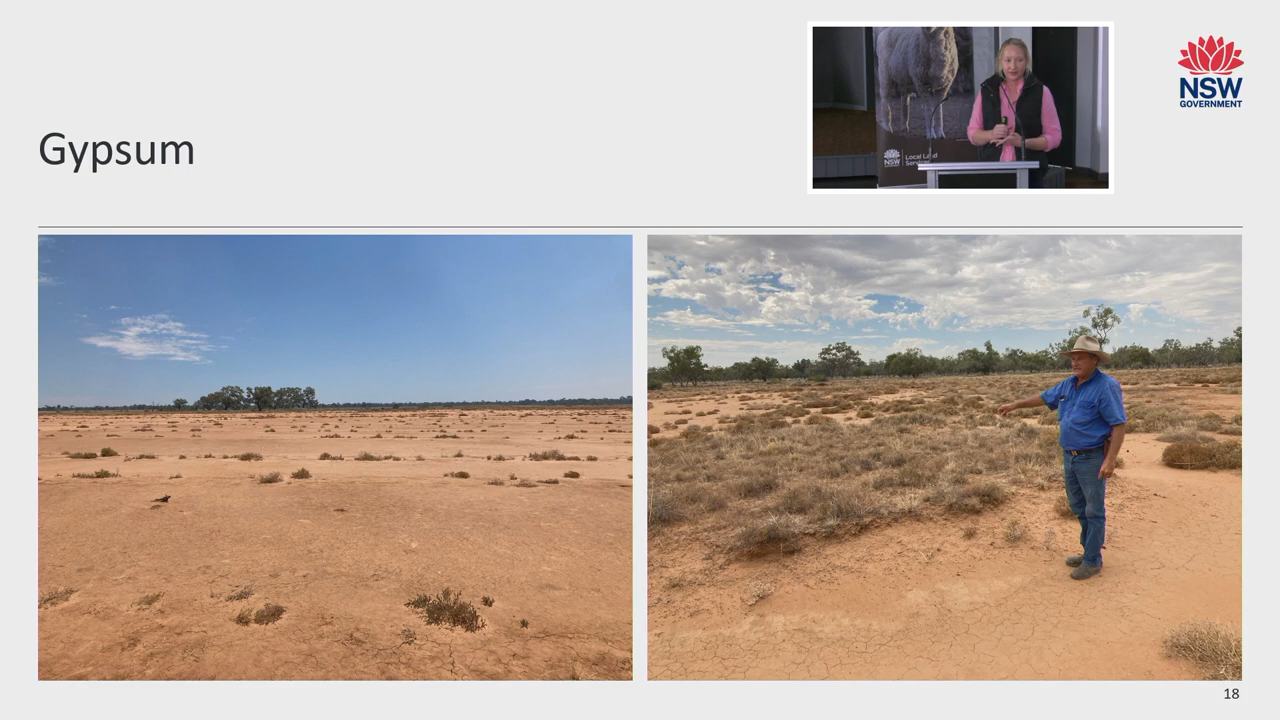 Gypsum
NSW
GOVERNMENT
NSW
Local Land
Services
18